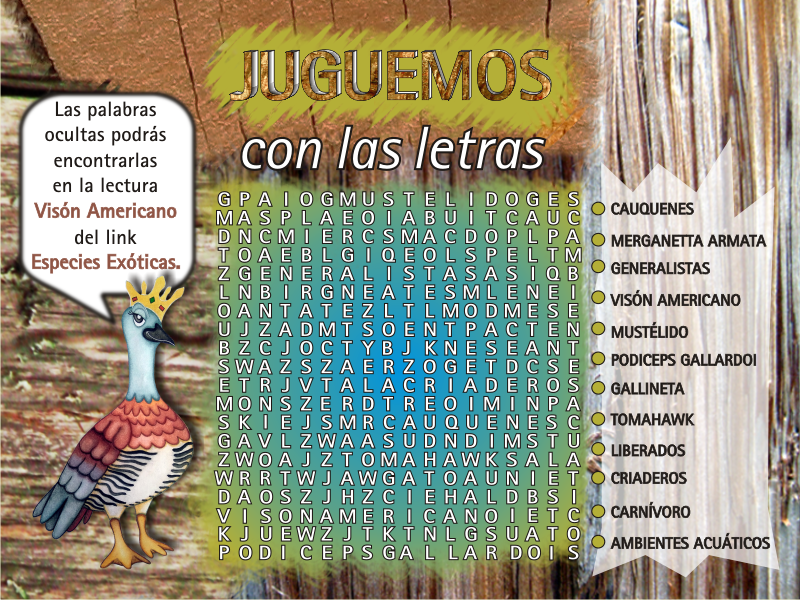 JUGUEMOS
con las letras
Las palabras
ocultas podrás
encontrarlas
en la lectura
Visón Americano
del link
Especies Exóticas.
G P A I O G M U S T E L I D O G E S
M A S P L A E O I A B U I T C A U C
D N C M I E R C S M A C D O P L P A
T O A E B L G I Q E O L S P E L T M
Z G E N E R A L I S T A S A S I Q B
L N B I R G N E A T E S M L E N E I
O A N T A T E Z L T L M O D M E S E
U J Z A D M T S O E N T P A C T E N
B Z C J O C T Y B J K N E S E A N T
S W A Z S Z A E R Z O G E T D C S E
E T R J V T A L A C R I A D E R O S
M O N S Z E R D T R E O I M I N P A
S K I E J S M R C A U Q U E N E S C
G A V L Z W A A S U D N D I M S T U
Z W O A J Z T O M A H A W K S A L A
W R R T W J A W G A T O A U N I E T
D A O S Z J H Z C I E H A L D B S I
V I S O N A M E R I C A N O I E T C
K J U E W Z J T K T N L G S U A T O
P O D I C E P S G A L L A R D O I S
CAUQUENES
MERGANETTA ARMATA
GENERALISTAS
VISÓN AMERICANO
MUSTÉLIDO
PODICEPS GALLARDOI
GALLINETA
TOMAHAWK
LIBERADOS
CRIADEROS
CARNÍVORO
AMBIENTES ACUÁTICOS